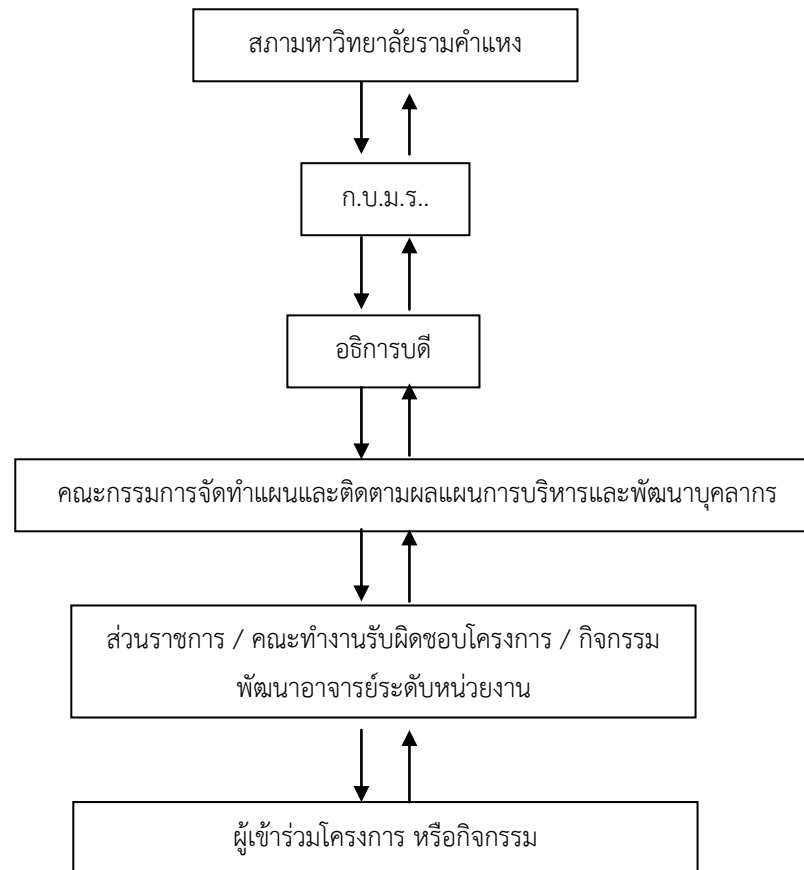 สภามหาวิทยาลัยรามคำแหง
ก.บ.ม.ร..
อธิการบดี
คณะกรรมการจัดทำแผนและติดตามผลแผนการบริหารและพัฒนาบุคลากร
ส่วนราชการ / คณะทำงานรับผิดชอบโครงการ / กิจกรรม
พัฒนาอาจารย์ระดับหน่วยงาน
ผู้เข้าร่วมโครงการ หรือกิจกรรม